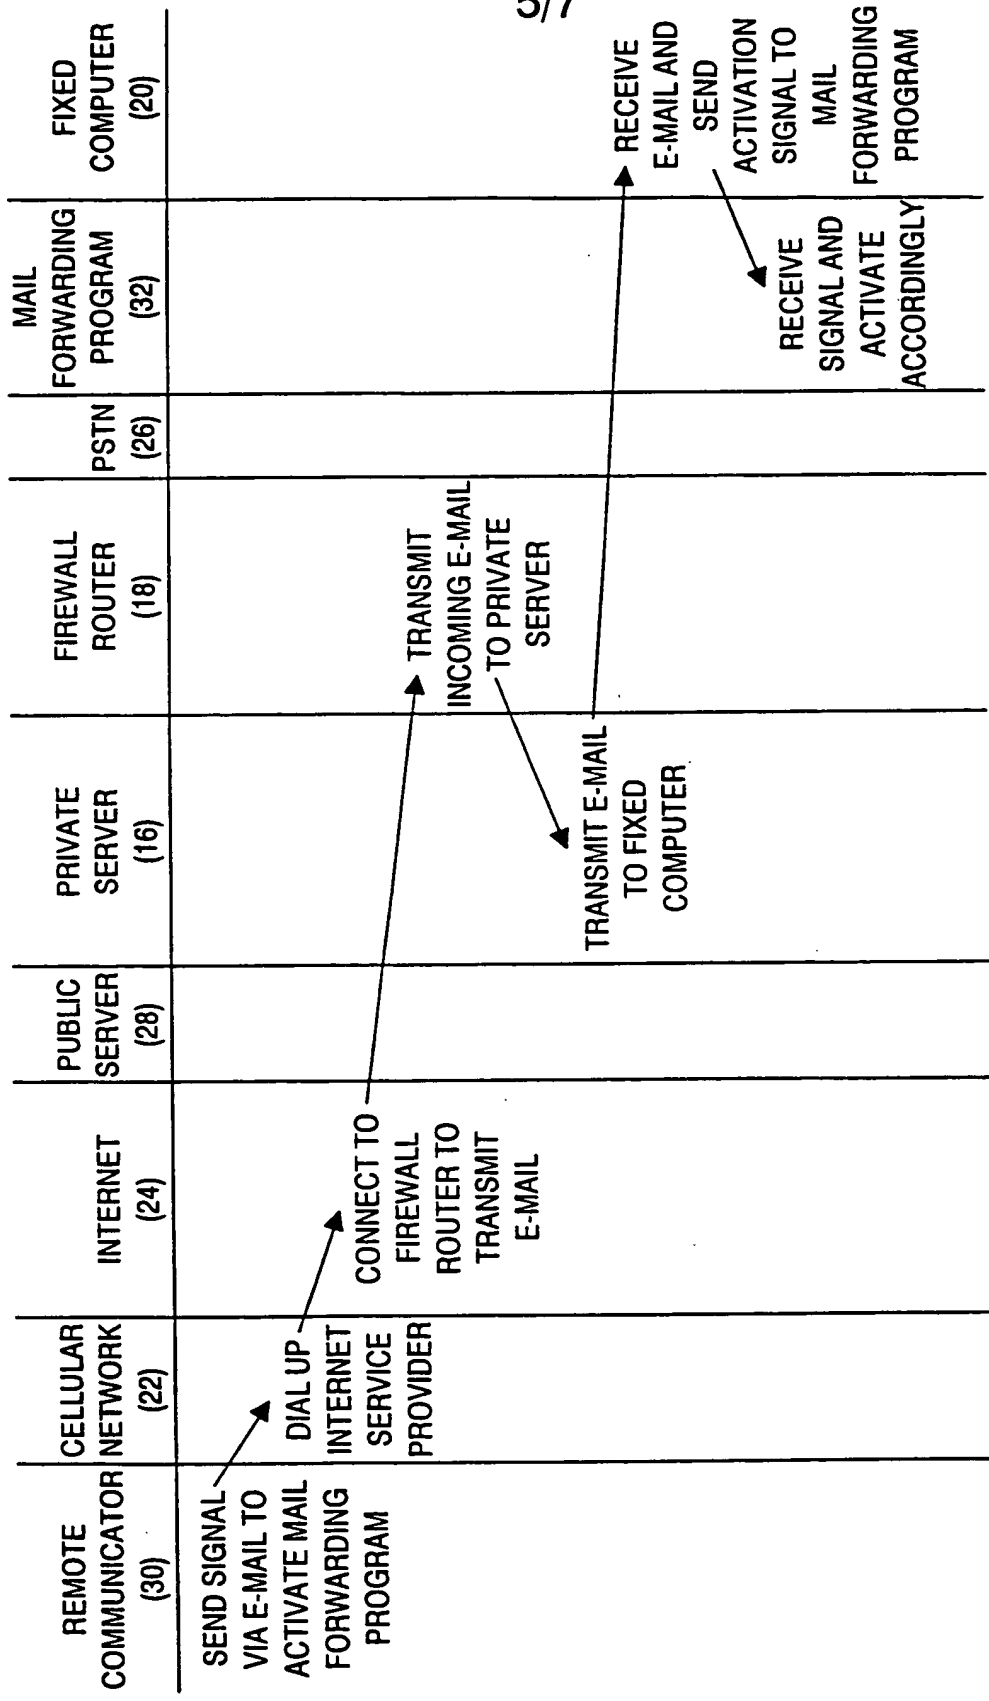 5/7
REMOTE
COMMUNICATOR
(30)
CELLULAR
NETWORK
(22)
INTERNET
(24)
PUBLIC
SERVER
(28)
PRIVATE
SERVER
(16)
FIREWALL
ROUTER
(18)
PSTN
(26)
MAIL
FORWARDING
PROGRAM
(32)
FIXED
COMPUTER
(20)
SEND SIGNAL
VIA E-MAIL TO
ACTIVATE MAIL
FORWARDING
PROGRAM
DIAL UP
INTERNET
SERVICE
PROVIDER
CONNECT TO
FIREWALL
ROUTER TO
TRANSMIT
E-MAIL
TRANSMIT
INCOMING E-MAIL
TO PRIVATE
SERVER
TRANSMIT E-MAIL
TO FIXED
COMPUTER
RECEIVE
E-MAIL AND
SEND
ACTIVATION
SIGNAL TO
MAIL
FORWARDING
PROGRAM
RECEIVE
SIGNAL AND
ACTIVATE
ACCORDINGLY